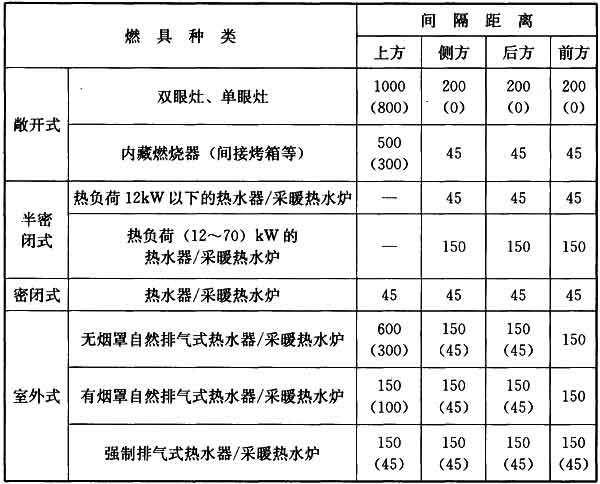 燃具种类 间隔距离
上方 侧方 后方 前方
敞开式 双眼灶、单眼灶 1000 (800) 200 (0) 200 (0) 200 (0)
内藏燃烧器（间接烤箱等） 500 (300) 45 45 45
半密闭式 热负荷12kW以下的热水器/采暖热水炉 — 45 45 45
热负荷（12～70）kW的
热水器/采暖热水炉 — 150 150 150
密闭式 热水器/采暖热水炉 45 45 45 45
室外式 无烟罩自然排气式热水器/采暖热水炉 600 (300) 150 (45) 150 (45) 150
有烟罩自然排气式热水器/采暖热水炉 150 (100) 150 (45) 150 (45) 150
强制排气式热水器/采暖热水炉 150 (45) 150 (45) 150 (45) 150 (45)